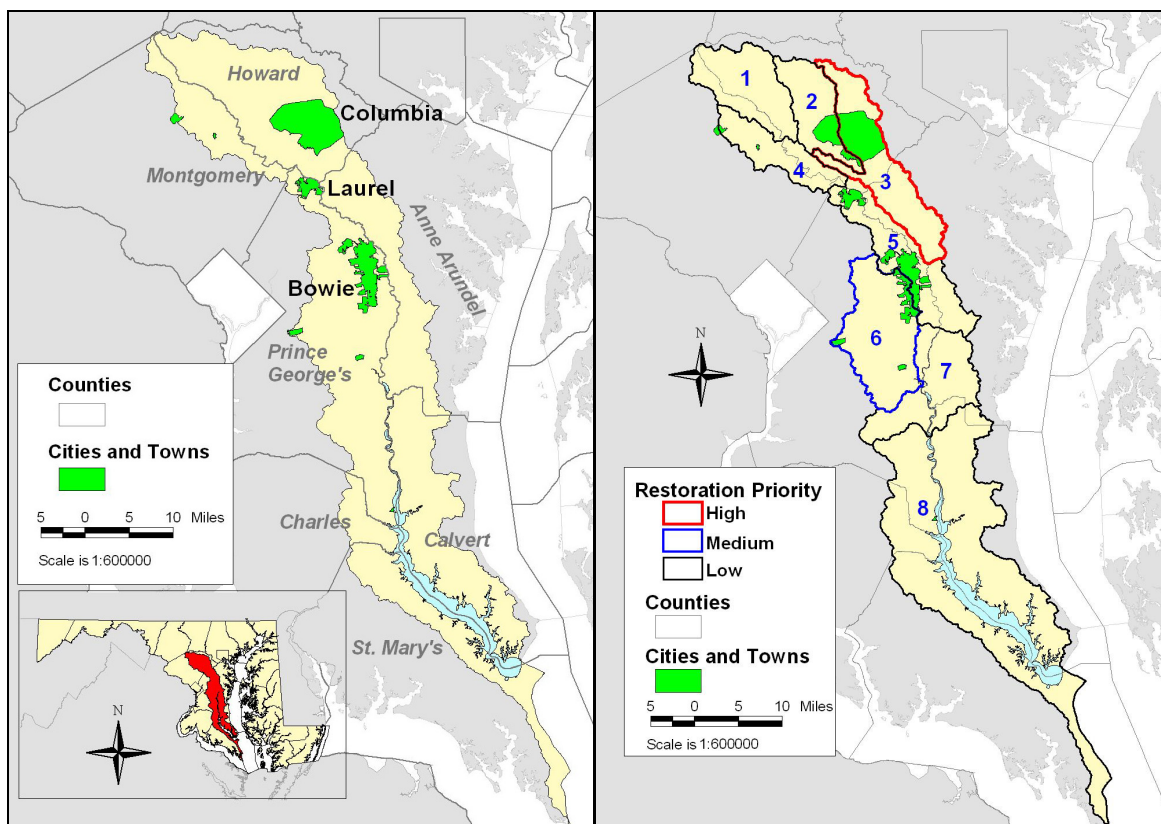 Howard
Columbia
Montgomery
Laurel
Anne Arundel
Bowie
Prince
George's
Counties
Cities and Towns
5 0 5 10 Miles
Scale is 1:600000
Charles
Calvert
St. Mary's
N
1
2
3
4
5
6
7
8
N
Restoration Priority
High
Medium
Low
Counties
Cities and Towns
5 0 5 10 Miles
Scale is 1:600000